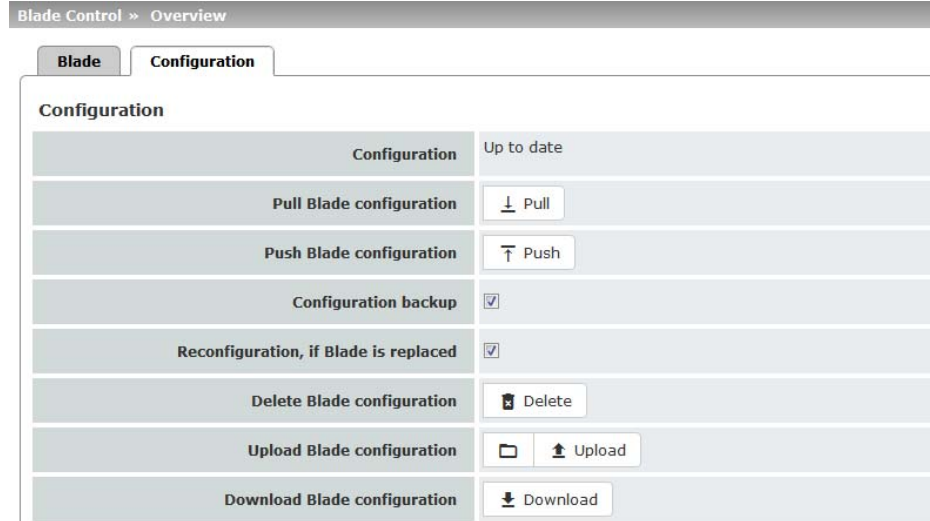 Blade Control » Overview
Blade Configuration
Configuration
Configuration Up to date
Pull Blade configuration Pull
Push Blade configuration Push
Configuration backup
Reconfiguration, if Blade is replaced
Delete Blade configuration Delete
Upload Blade configuration Upload
Download Blade configuration Download